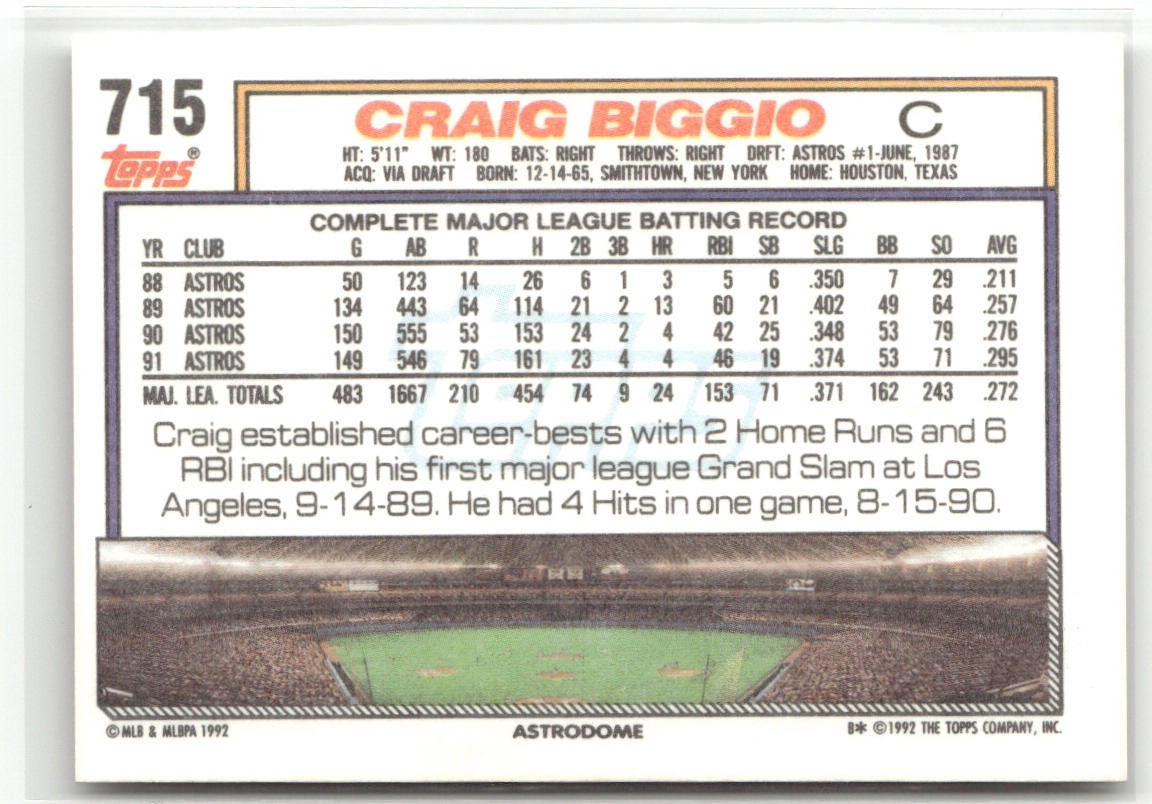 715
Topps®
CRAIG BIGGIO C
HT: 5'11" WT: 180 BATS: RIGHT THROWS: RIGHT DRFT: ASTROS #1-JUNE, 1987
ACQ: VIA DRAFT BORN: 12-14-65, SMITHTOWN, NEW YORK HOME: HOUSTON, TEXAS
COMPLETE MAJOR LEAGUE BATTING RECORD
YR CLUB G AB R H 2B 3B HR RBI SB SLG BB SO AVG
88 ASTROS 50 123 14 26 6 1 3 5 6 .350 7 29 .211
89 ASTROS 134 443 64 114 21 2 13 60 21 .402 49 64 .257
90 ASTROS 150 555 53 153 24 2 4 42 25 .348 53 79 .276
91 ASTROS 149 546 79 161 23 4 4 46 19 .374 53 71 .295
MAJ. LEA. TOTALS 483 1667 210 454 74 9 24 153 71 .371 162 243 .272
Topps
Craig established career-bests with 2 Home Runs and 6
RBI including his first major league Grand Slam at Los
Angeles, 9-14-89. He had 4 Hits in one game, 8-15-90.
© MLB & MLBPA 1992 ASTRODOME B* ©1992 THE TOPPS COMPANY, INC.